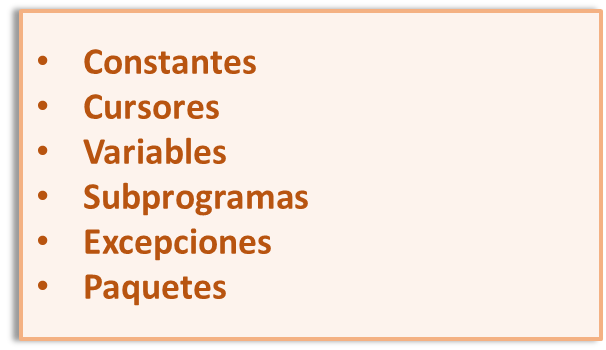 • Constantes
• Cursores
• Variables
• Subprogramas
• Excepciones
• Paquetes